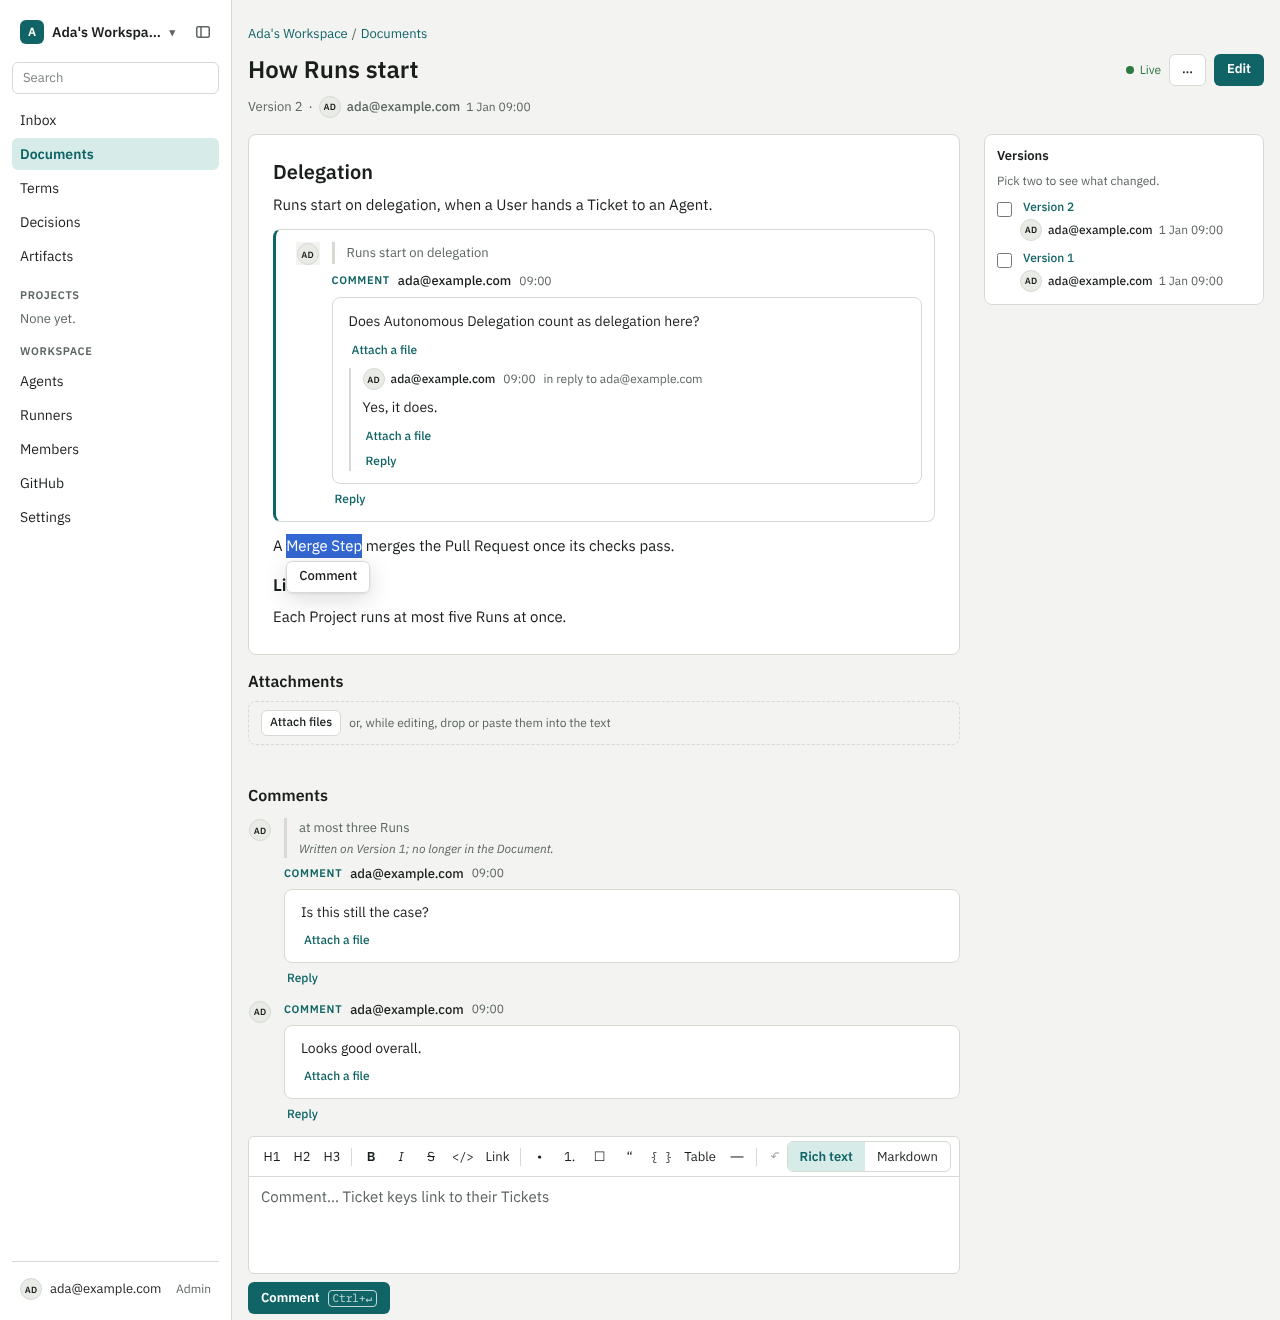 A Ada's Workspa... ▾
Search
Inbox
Documents
Terms
Decisions
Artifacts
PROJECTS
None yet.
WORKSPACE
Agents
Runners
Members
GitHub
Settings
AD ada@example.com Admin
Ada's Workspace / Documents
How Runs start
Live
...
Edit
Version 2 · AD ada@example.com 1 Jan 09:00
Delegation
Runs start on delegation, when a User hands a Ticket to an Agent.
AD Runs start on delegation
COMMENT ada@example.com 09:00
Does Autonomous Delegation count as delegation here?
Attach a file
AD ada@example.com 09:00 in reply to ada@example.com
Yes, it does.
Attach a file
Reply
Reply
A Merge Step merges the Pull Request once its checks pass.
Comment
Li
Each Project runs at most five Runs at once.
Attachments
Attach files or, while editing, drop or paste them into the text
Comments
AD at most three Runs
Written on Version 1; no longer in the Document.
COMMENT ada@example.com 09:00
Is this still the case?
Attach a file
Reply
AD COMMENT ada@example.com 09:00
Looks good overall.
Attach a file
Reply
H1 H2 H3 B I S </> Link • 1. ☐ “ { } Table — ↶ Rich text Markdown
Comment... Ticket keys link to their Tickets
Comment Ctrl+↵
Versions
Pick two to see what changed.
Version 2
AD ada@example.com 1 Jan 09:00
Version 1
AD ada@example.com 1 Jan 09:00